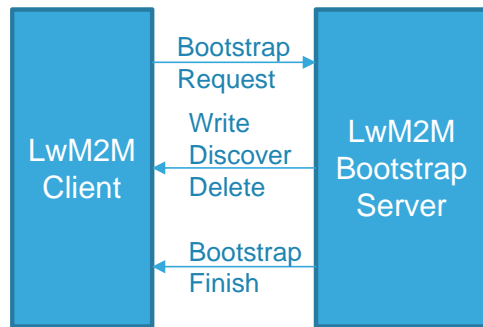 LwM2M
Client
Bootstrap
Request
Write
Discover
Delete
Bootstrap
Finish
LwM2M
Bootstrap
Server